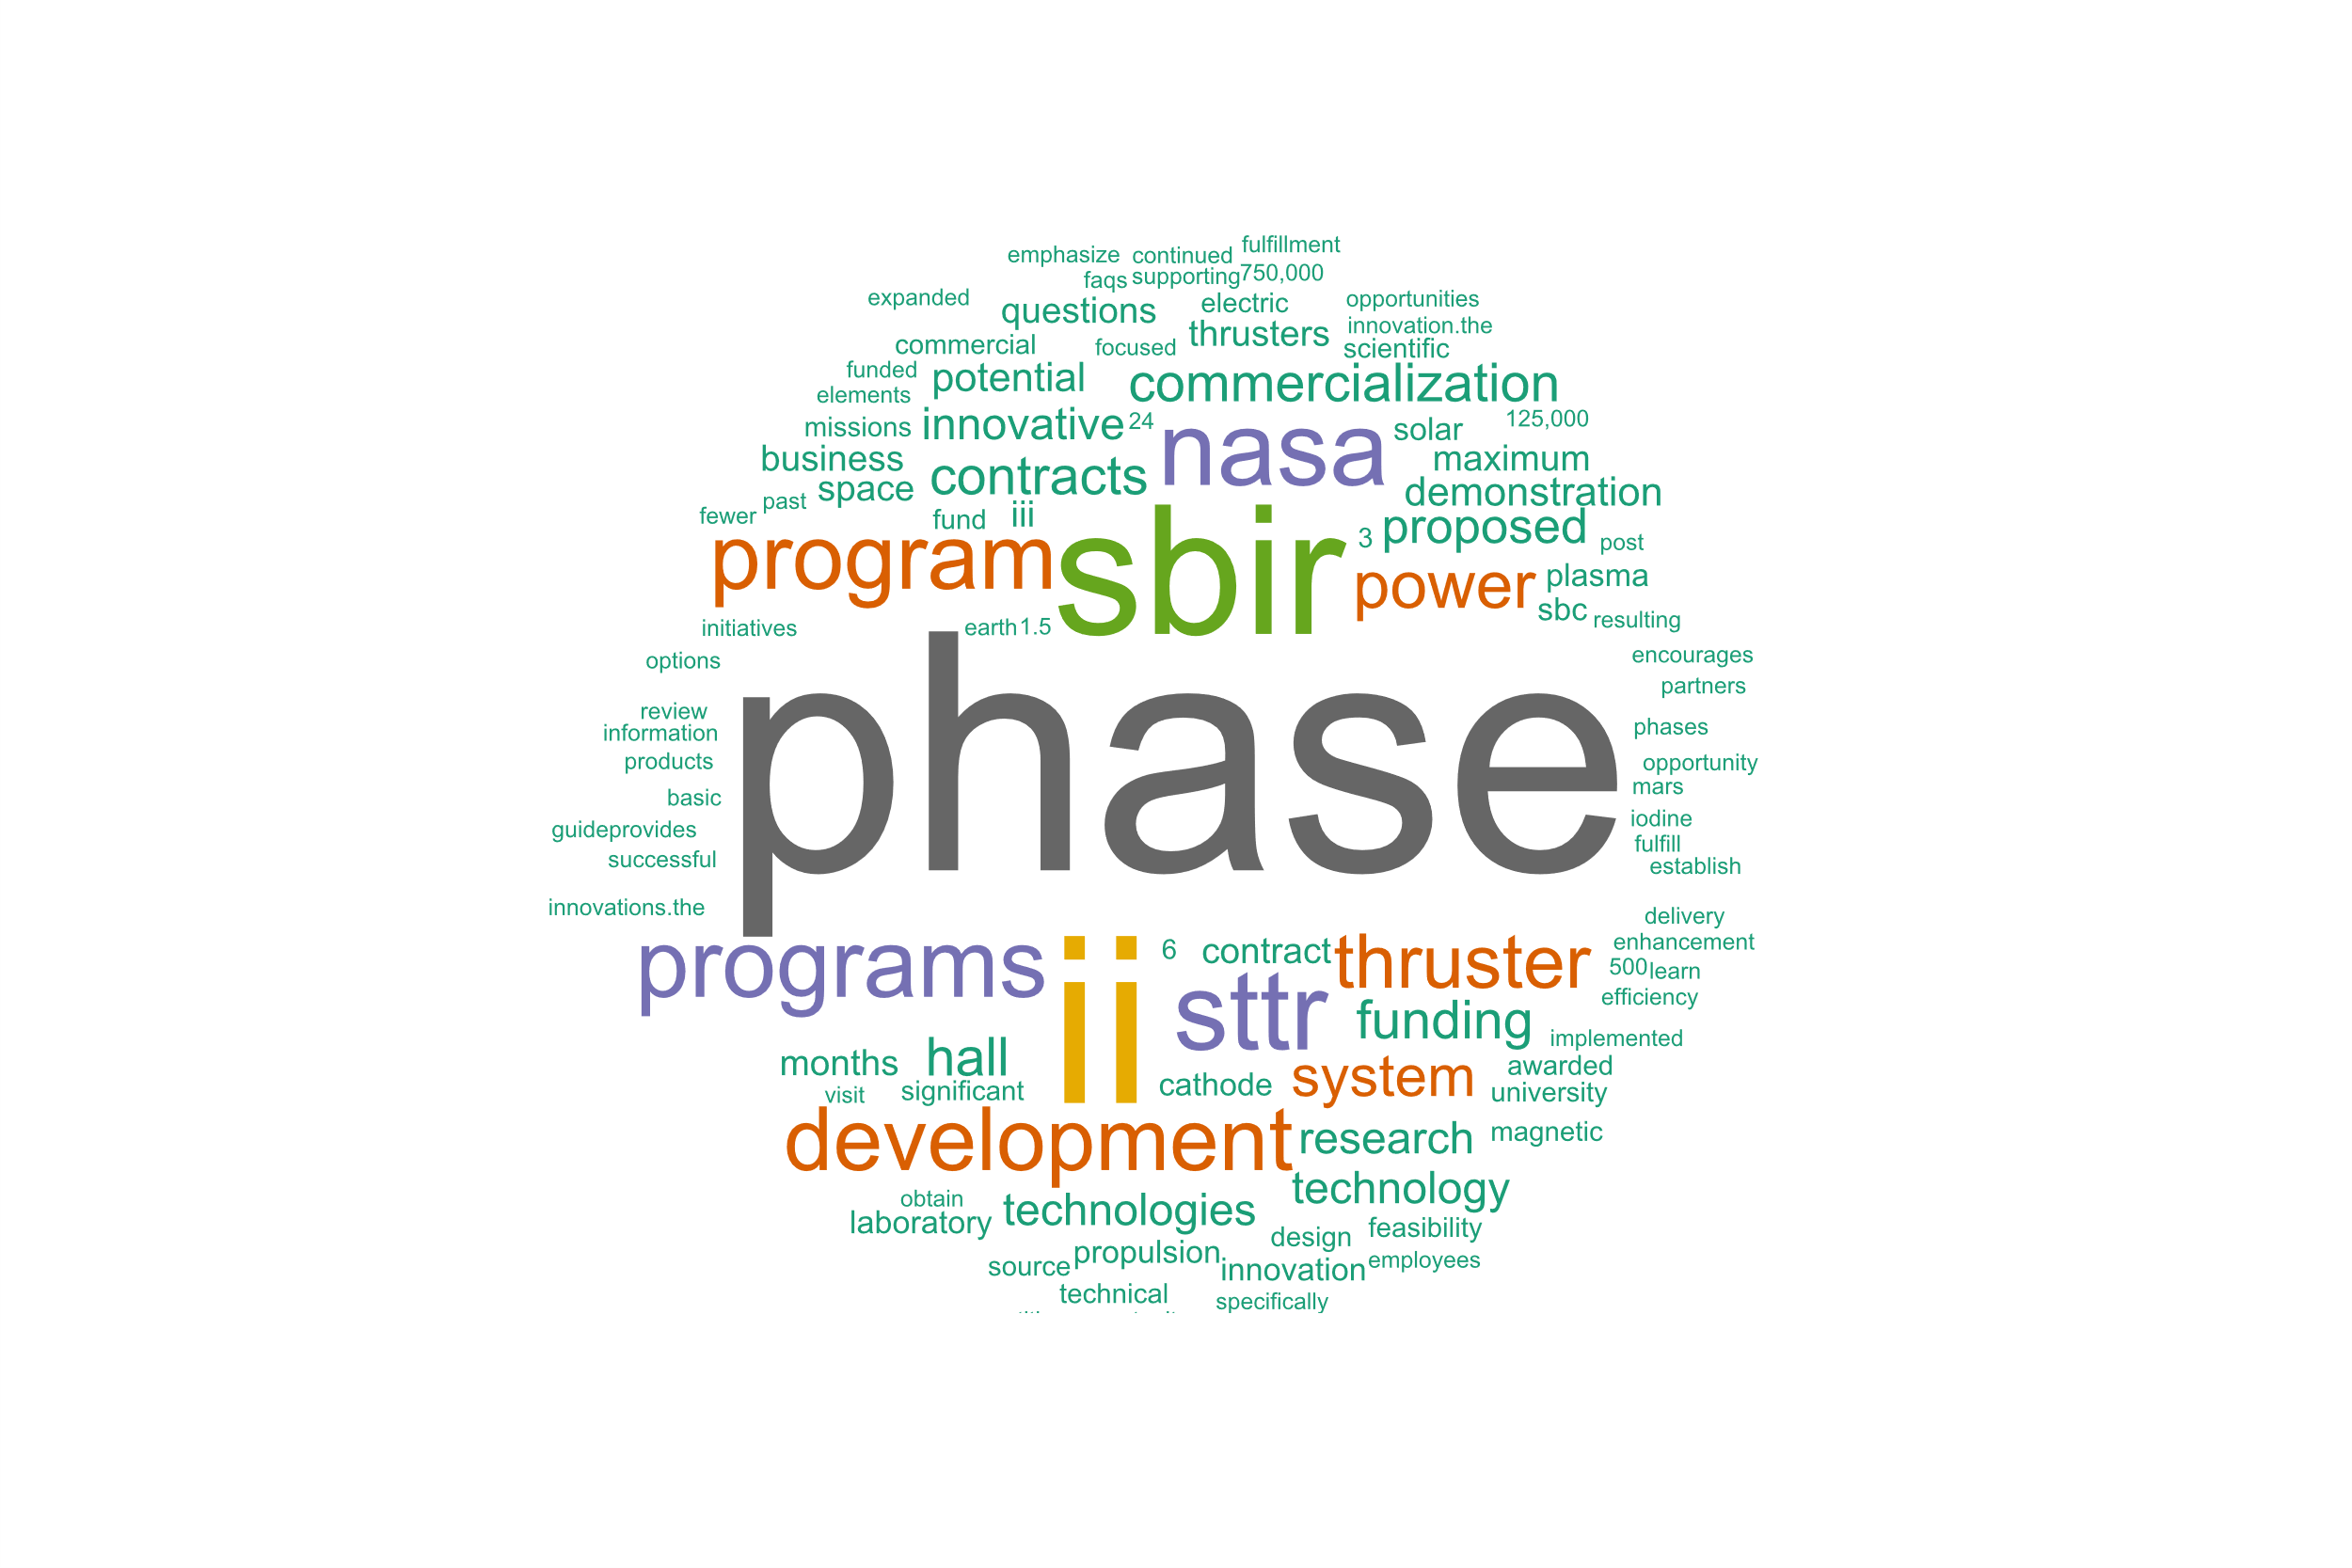 fulfillment
emphasize continued
faqs supporting 750,000
expanded questions electric opportunities
thrusters innovation.the
commercial focused scientific
funded potential commercialization
elements
missions innovative 24 nasa solar 125,000
business contracts maximum
space demonstration
fewer past fund iii proposed
3 post
program sbir power plasma
sbc resulting
initiatives earth 1.5
options encourages
partners
phase
review phases
information
products opportunity
basic mars
guideprovides iodine
fulfill
successful establish
innovations.the delivery
programs ii 6 contract thruster enhancement
500 learn
sttr funding efficiency
implemented
months hall awarded
visit significant cathode system university
development research magnetic
obtain technologies technology
laboratory feasibility
source propulsion design
innovation employees
technical specifically